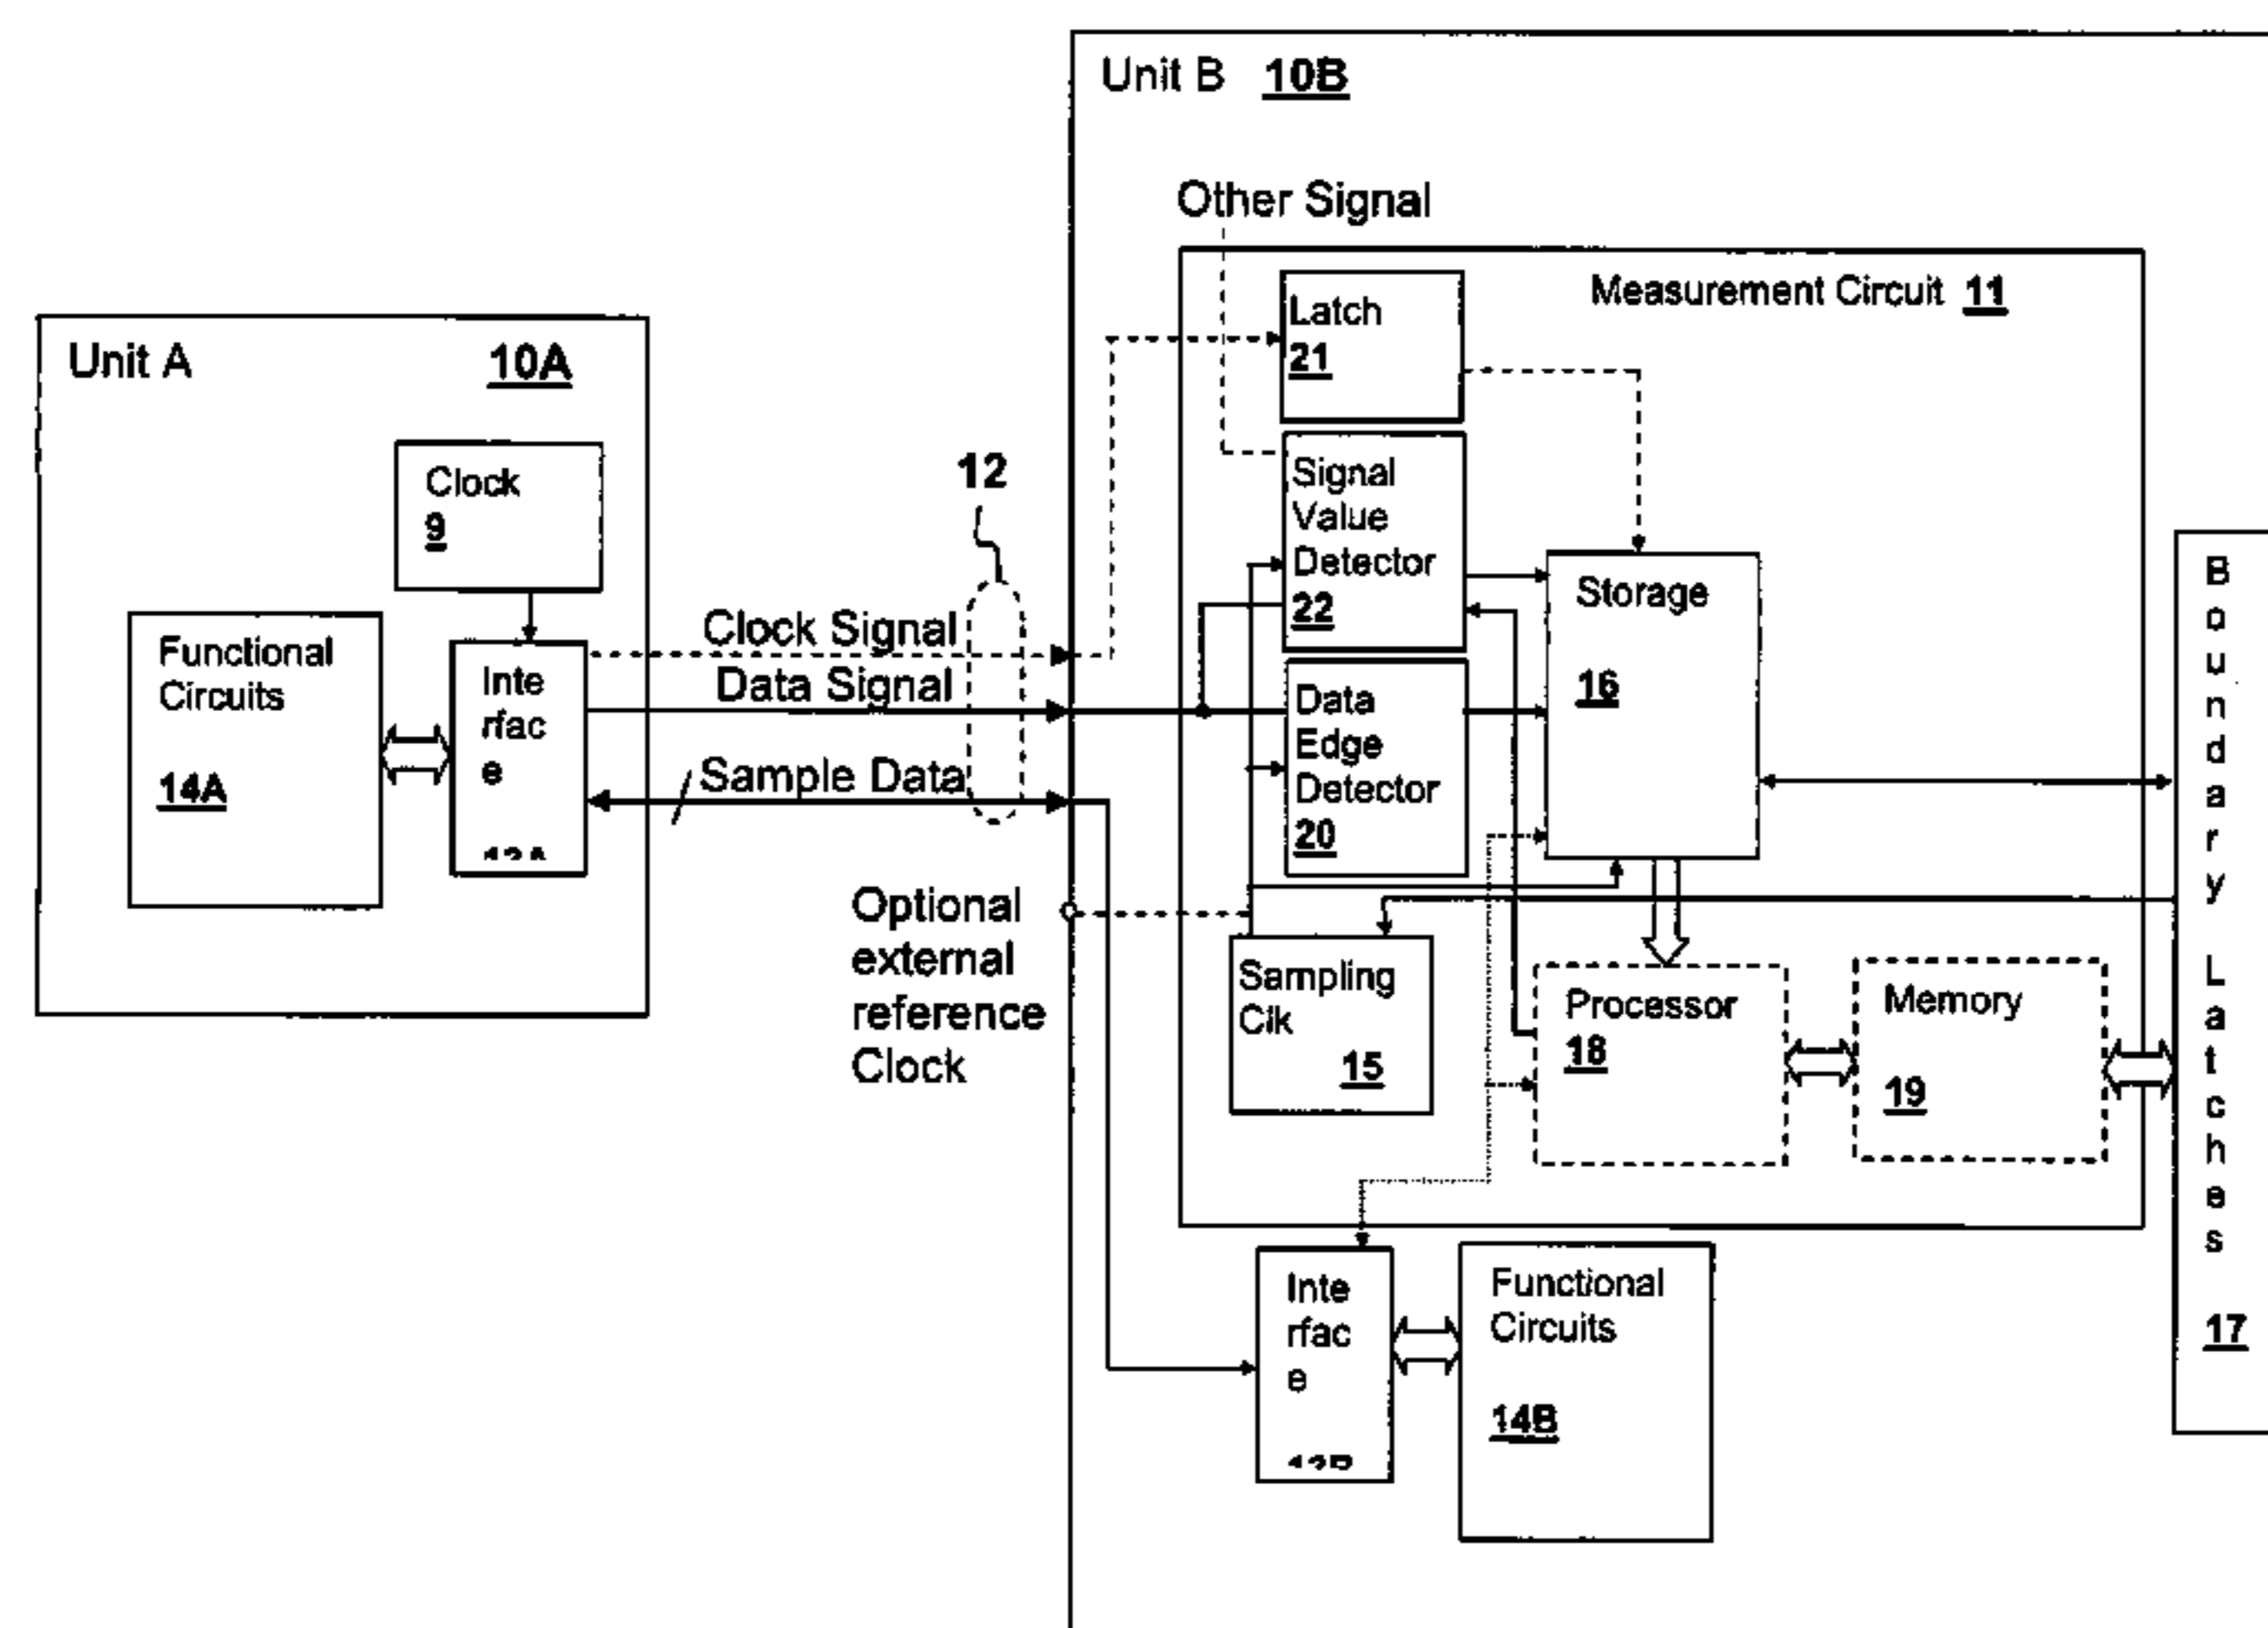 Unit B 10B
Other Signal
Measurement Circuit 11
Latch
21
Unit A 10A
Clock
9
12
Signal
Value
Detector
22
Storage
16
Functional
Circuits
14A
Inte
rfac
e
Clock Signal
Data Signal
Sample Data
Data
Edge
Detector
20
Optional
external
reference
Clock
Sampling
Clk
15
Processor
18
Memory
19
B
o
u
n
d
a
r
y
L
a
t
c
h
e
s
17
Inte
rfac
e
Functional
Circuits
14B